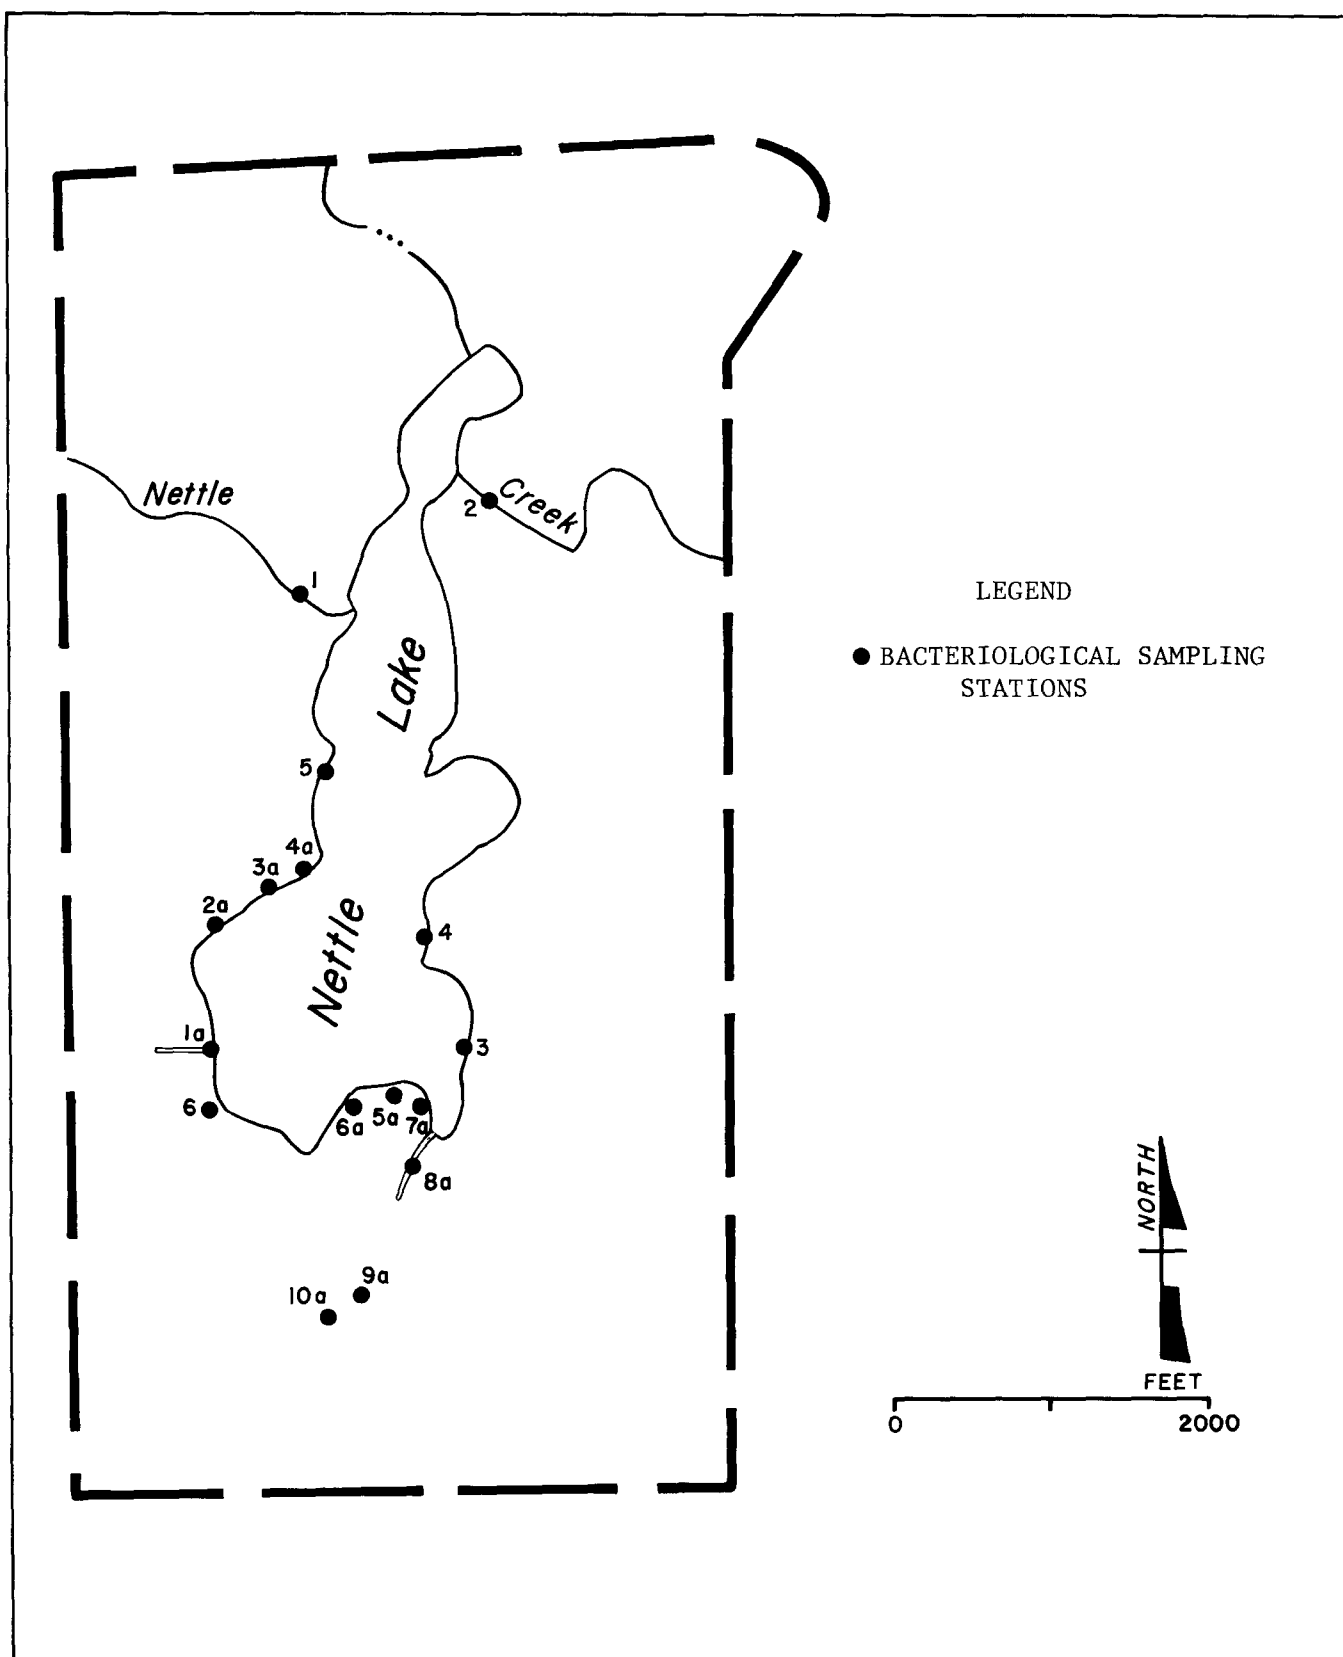 Nettle
Creek
2
1
LEGEND
● BACTERIOLOGICAL SAMPLING
STATIONS
Lake
5
4a
3a
2a
Nettle
4
1a
3
6
6a
5a
7a
8a
NORTH
9a
10a
FEET
0
2000